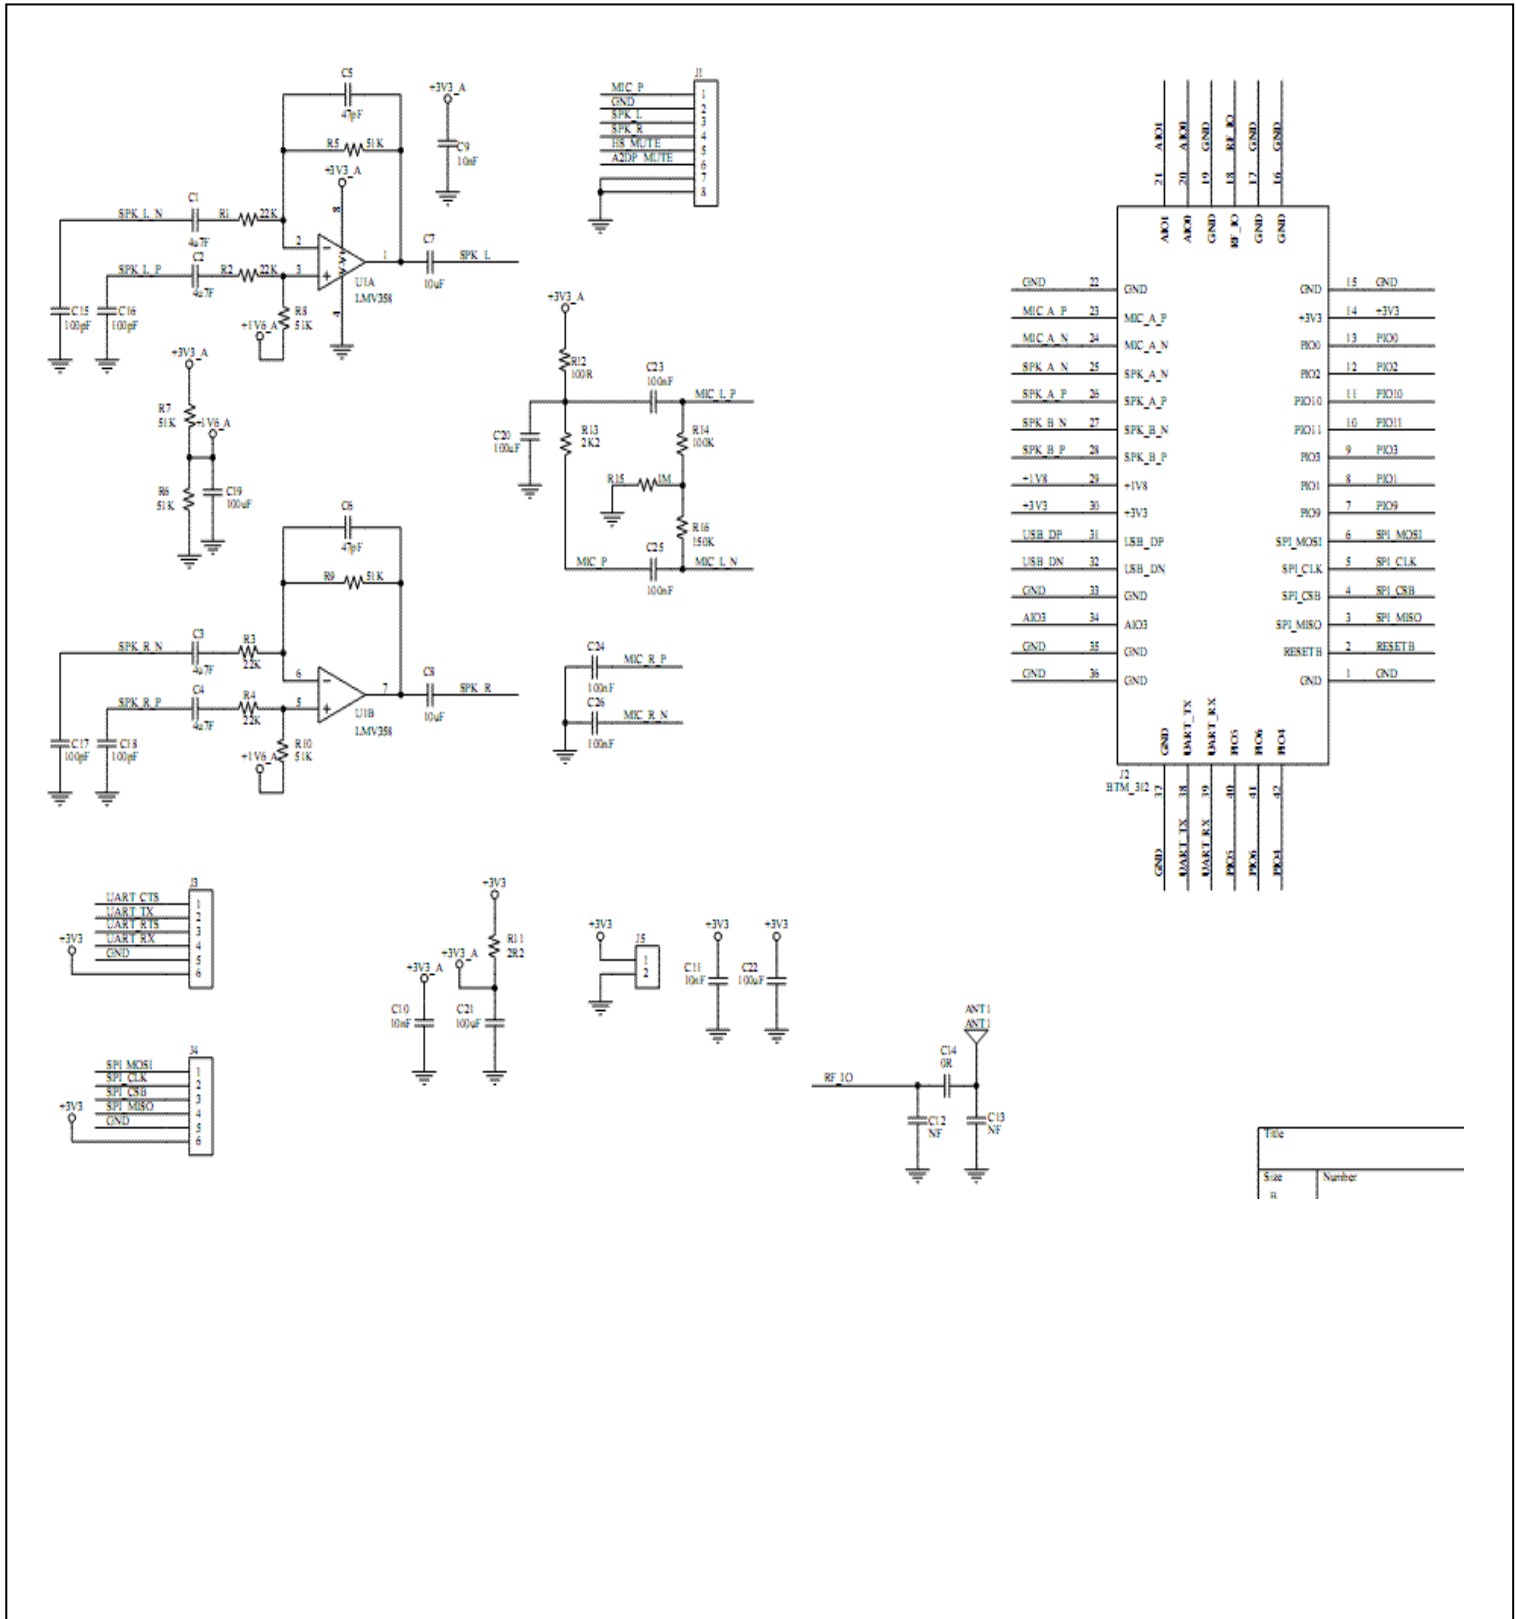 C5
47pF
R5 51K
+3V3_A
+3V3_A
C9
10nF
C1
SPK_L_N
R1 22K
4u7F
C2
SPK_L_P
R2 22K
4u7F
2
3
8
4
1
U1A
LMV358
C7
10uF
SPK_L
C15
100pF
C16
100pF
R8
51K
+1V6_A
+3V3_A
R7
51K
+1V6_A
R6
51K
C19
100uF
C6
47pF
R9 51K
C3
SPK_R_N
R3
22K
4u7F
C4
SPK_R_P
R4
22K
4u7F
6
5
7
U1B
LMV358
C8
10uF
SPK_R
C17
100pF
C18
100pF
R10
51K
+1V6_A
J1
MIC_P 1
GND 2
SPK_L 3
SPK_R 4
HS_MUTE 5
A2DP_MUTE 6
7
8
+3V3_A
R12
100R
C23
100nF
MIC_L_P
C20
100uF
R13
2K2
R14
100K
R15 1M
R16
150K
MIC_P
C25
100nF
MIC_L_N
C24
MIC_R_P
100nF
C26
MIC_R_N
100nF
21 AIO1
20 AIO0
19 GND
18 RF_IO
17 GND
16 GND
AIO1
AIO0
GND
RF_IO
GND
GND
GND 22 GND
MIC_A_P 23 MIC_A_P
MIC_A_N 24 MIC_A_N
SPK_A_N 25 SPK_A_N
SPK_A_P 26 SPK_A_P
SPK_B_N 27 SPK_B_N
SPK_B_P 28 SPK_B_P
+1V8 29 +1V8
+3V3 30 +3V3
USB_DP 31 USB_DP
USB_DN 32 USB_DN
GND 33 GND
AIO3 34 AIO3
GND 35 GND
GND 36 GND
GND 15 GND
+3V3 14 +3V3
PIO0 13 PIO0
PIO2 12 PIO2
PIO10 11 PIO10
PIO11 10 PIO11
PIO3 9 PIO3
PIO1 8 PIO1
PIO9 7 PIO9
SPI_MOSI 6 SPI_MOSI
SPI_CLK 5 SPI_CLK
SPI_CSB 4 SPI_CSB
SPI_MISO 3 SPI_MISO
RESETB 2 RESETB
GND 1 GND
GND
UART_TX
UART_RX
PIO5
PIO6
PIO4
J2
BTM_312
GND 37
UART_TX 38
UART_RX 39
PIO5 40
PIO6 41
PIO4 42
J3
UART_CTS 1
UART_TX 2
UART_RTS 3
UART_RX 4
GND 5
6
+3V3
J4
SPI_MOSI 1
SPI_CLK 2
SPI_CSB 3
SPI_MISO 4
GND 5
6
+3V3
+3V3
R11
2R2
+3V3_A
+3V3_A
C10
10nF
C21
100uF
+3V3
J5
1
2
+3V3
C11
10nF
+3V3
C22
100uF
ANT1
ANT1
C14
0R
RF_IO
C12
NF
C13
NF
Title
Size
B
Number